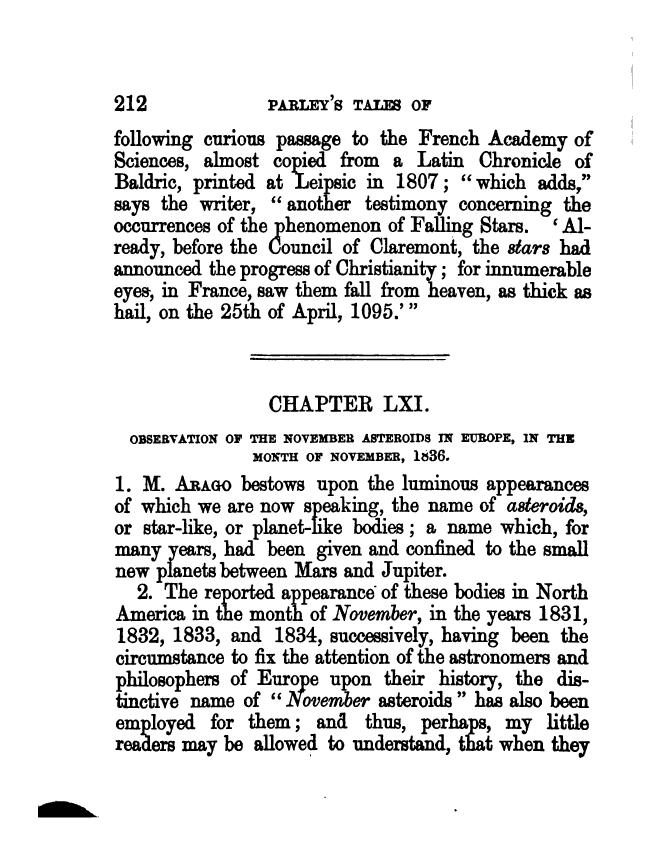 212 PARLEY'S TALES OF
following curious passage to the French Academy of
Sciences, almost copied from a Latin Chronicle of
Baldric, printed at Leipsic in 1807; "which adds,"
says the writer, "another testimony concerning the
occurrences of the phenomenon of Falling Stars. 'Al-
ready, before the Council of Claremont, the stars had
announced the progress of Christianity; for innumerable
eyes, in France, saw them fall from heaven, as thick as
hail, on the 25th of April, 1095.'"
CHAPTER LXI.
OBSERVATION OF THE NOVEMBER ASTEROIDS IN EUROPE, IN THE
MONTH OF NOVEMBER, 1836.
1. M. ARAGO bestows upon the luminous appearances
of which we are now speaking, the name of asteroids,
or star-like, or planet-like bodies; a name which, for
many years, had been given and confined to the small
new planets between Mars and Jupiter.
2. The reported appearance of these bodies in North
America in the month of November, in the years 1831,
1832, 1833, and 1834, successively, having been the
circumstance to fix the attention of the astronomers and
philosophers of Europe upon their history, the dis-
tinctive name of "November asteroids" has also been
employed for them; and thus, perhaps, my little
readers may be allowed to understand, that when they